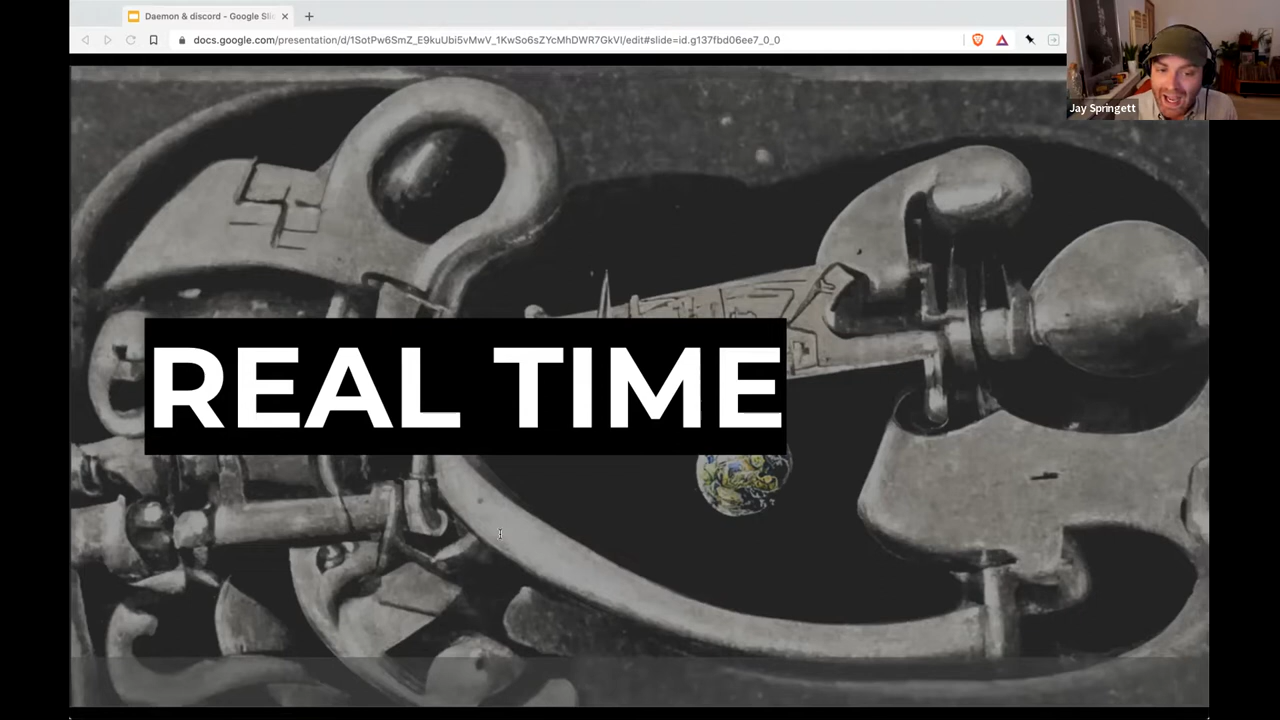 Daemon & discord - Google Sli
docs.google.com/presentation/d/1SotPw6SmZ_E9kuUbi5vMwV_1KwSo6sZYcMhDWR7GkVI/edit#slide=id.g137fbd06ee7_0_0
Jay Springett
REAL TIME